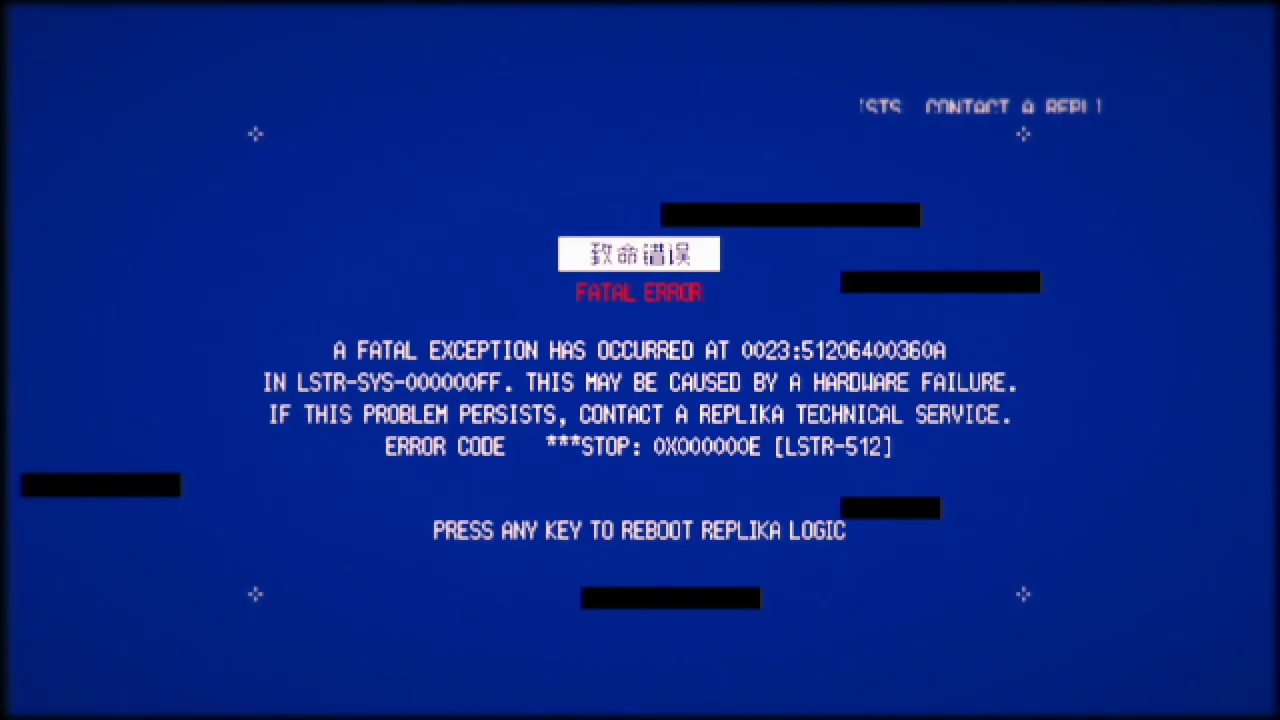 CONTACT A REPL
致命错误
FATAL ERROR
A FATAL EXCEPTION HAS OCCURRED AT 0023:51206400360A
IN LSTR-SYS-000000FF. THIS MAY BE CAUSED BY A HARDWARE FAILURE.
IF THIS PROBLEM PERSISTS, CONTACT A REPLIKA TECHNICAL SERVICE.
ERROR CODE ***STOP: 0X000000E [LSTR-512]
PRESS ANY KEY TO REBOOT REPLIKA LOGIC